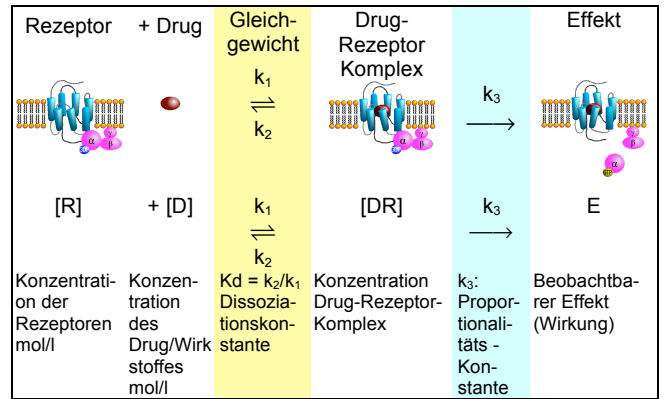 Rezeptor + Drug Gleich-
gewicht Drug-
Rezeptor
Komplex Effekt
k₁
k₂
k₃
α
β
γ
GDP
α
β
γ
α
γ
β
GTP
[R] + [D] k₁
k₂ [DR] k₃ E
Konzentrati-
on der
Rezeptoren
mol/l
Konzen-
tration
des
Drug/Wirk
stoffes
mol/l
Kd = k₂/k₁
Dissozia-
tionskon-
stante
Konzentration
Drug-Rezeptor-
Komplex
k₃:
Propor-
tionali-
täts -
Kon-
stante
Beobachtba-
rer Effekt
(Wirkung)